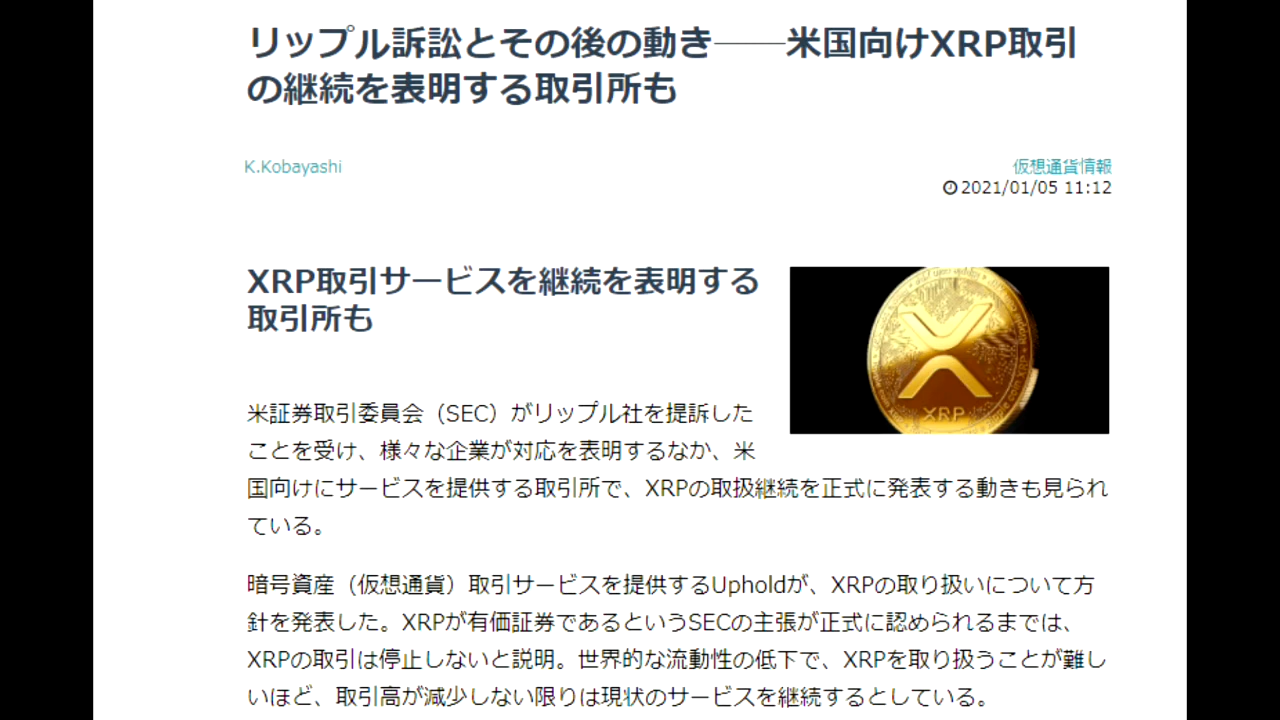 リップル訴訟とその後の動き──米国向けXRP取引
の継続を表明する取引所も
K.Kobayashi
仮想通貨情報
2021/01/05 11:12
XRP取引サービスを継続を表明する
取引所も
XRP
米証券取引委員会（SEC）がリップル社を提訴した
ことを受け、様々な企業が対応を表明するなか、米
国向けにサービスを提供する取引所で、XRPの取扱継続を正式に発表する動きも見られ
ている。
暗号資産（仮想通貨）取引サービスを提供するUpholdが、XRPの取り扱いについて方
針を発表した。XRPが有価証券であるというSECの主張が正式に認められるまでは、
XRPの取引は停止しないと説明。世界的な流動性の低下で、XRPを取り扱うことが難し
いほど、取引高が減少しない限りは現状のサービスを継続するとしている。